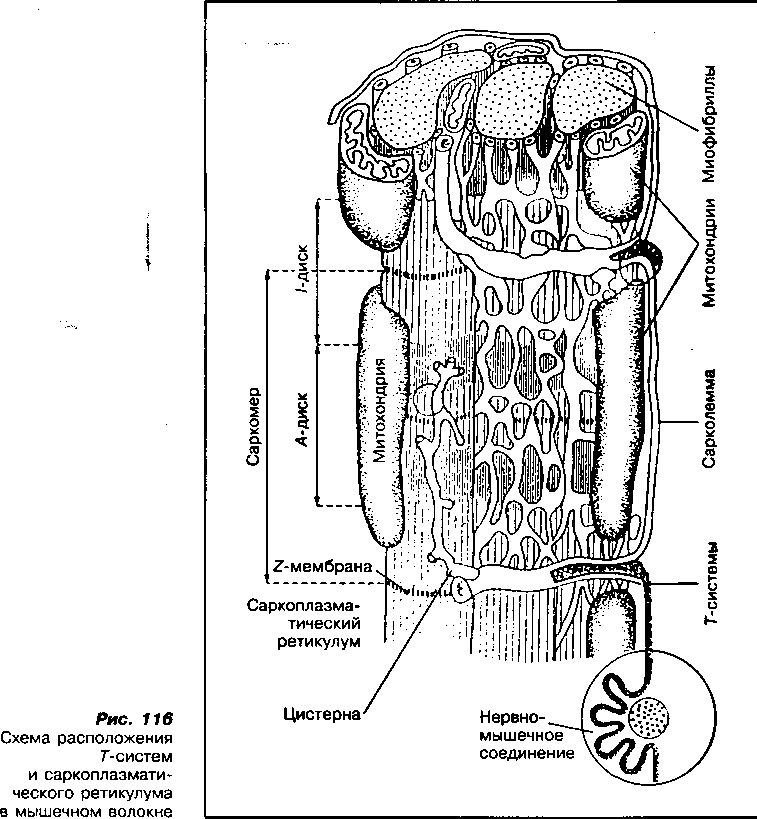 Миофибриллы
Митохондрии
I-диск
Саркомер
А-диск
Митохондрия
Сарколемма
Z-мембрана
Саркоплазма-
тический
ретикулум
Т-системы
Цистерна
Нервно-
мышечное
соединение
Рис. 116
Схема расположения
Т-систем
и саркоплазмати-
ческого ретикулума
в мышечном волокне